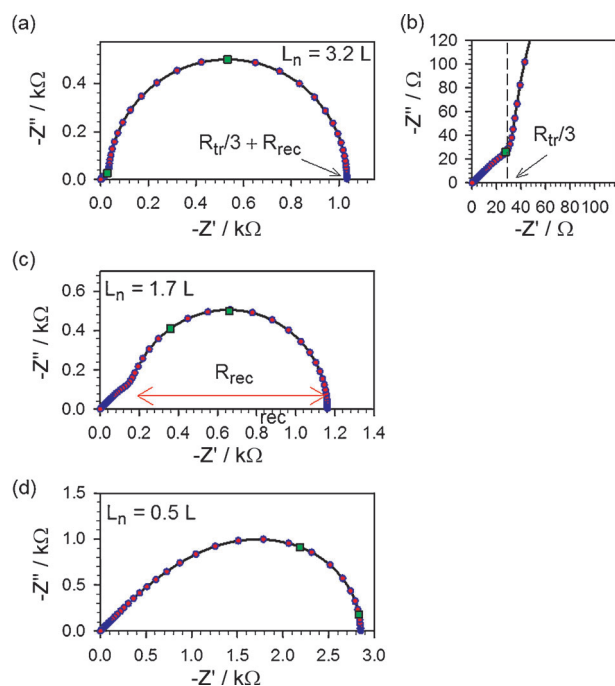 (a)
L_n = 3.2 L
-Z'' / kΩ
0.4
0.2
0.0
R_tr/3 + R_rec
0.0 0.2 0.4 0.6 0.8 1.0
-Z' / kΩ
(b)
-Z'' / Ω
120
100
80
60
40
20
0
R_tr/3
0 20 40 60 80 100
-Z' / Ω
(c)
L_n = 1.7 L
-Z'' / kΩ
0.6
0.4
0.2
0.0
R_rec
rec
0.0 0.2 0.4 0.6 0.8 1.0 1.2 1.4
-Z' / kΩ
(d)
L_n = 0.5 L
-Z'' / kΩ
1.5
1.0
0.5
0.0
0.0 0.5 1.0 1.5 2.0 2.5 3.0
-Z' / kΩ